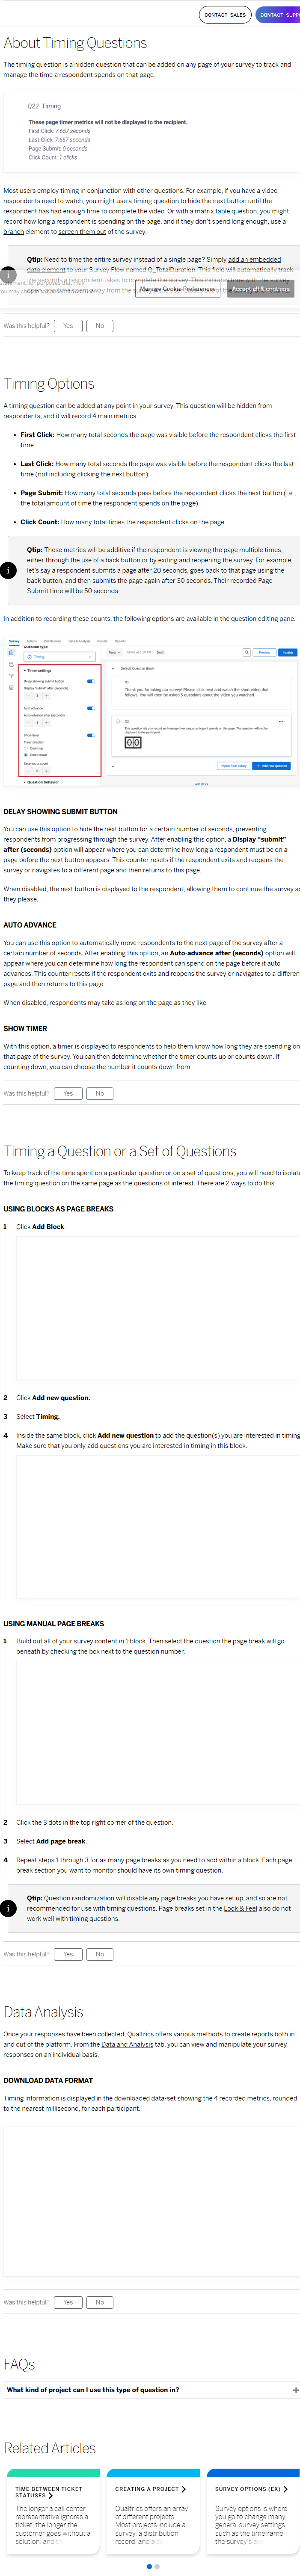 CONTACT SALES
CONTACT SUPP
About Timing Questions
The timing question is a hidden question that can be added on any page of your survey to track and
manage the time a respondent spends on that page.
Q22. Timing
These page timer metrics will not be displayed to the recipient.
First Click: 7.657 seconds
Last Click: 7.657 seconds
Page Submit: 0 seconds
Click Count: 1 clicks
Most users employ timing in conjunction with other questions. For example, if you have a video
respondents need to watch, you might use a timing question to hide the next button until the
respondent has had enough time to complete the video. Or with a matrix table question, you might
record how long a respondent is spending on the page, and if they don't spend long enough, use a
branch element to screen them out of the survey.
Qtip: Need to time the entire survey instead of a single page? Simply add an embedded
data element to your Survey Flow named Q_TotalDuration. This field will automatically track
Manage Cookie Preferences
Accept all & continue
Was this helpful?
Yes
No
Timing Options
A timing question can be added at any point in your survey. This question will be hidden from
respondents, and it will record 4 main metrics:
First Click: How many total seconds the page was visible before the respondent clicks the first
time.
Last Click: How many total seconds the page was visible before the respondent clicks the last
time (not including clicking the next button).
Page Submit: How many total seconds pass before the respondent clicks the next button (i.e.,
the total amount of time the respondent spends on the page).
Click Count: How many total times the respondent clicks on the page.
Qtip: These metrics will be additive if the respondent is viewing the page multiple times,
either through the use of a back button or by exiting and reopening the survey. For example,
let's say a respondent submits a page after 20 seconds, goes back to that page using the
back button, and then submits the page again after 30 seconds. Their recorded Page
Submit time will be 50 seconds.
In addition to recording these counts, the following options are available in the question editing pane.
Survey Actions Distributions Data & Analysis Results Reports
Question type
Timing
Timer settings
Delay showing submit button
Display "submit" after (seconds)
Auto advance
Auto-advance after (seconds)
Show timer
Timer direction
Count up
Count down
Seconds to count
Question behavior
Draft
Preview
Publish
Default Question Block
Q1
Thank you for taking our survey! Please click next and watch the short video that
follows. We'll then be asked 5 questions about the video you watched.
Q2
This question lets you record and manage how long a participant spends on this page. This question will not be
displayed to the participant.
00
Import from library
Add new question
Add Block
DELAY SHOWING SUBMIT BUTTON
You can use this option to hide the next button for a certain number of seconds, preventing
respondents from progressing through the survey. After enabling this option, a Display “submit”
after (seconds) option will appear where you can determine how long a respondent must be on a
page before the next button appears. This counter resets if the respondent exits and reopens the
survey or navigates to a different page and then returns to this page.
When disabled, the next button is displayed to the respondent, allowing them to continue the survey as
they please.
AUTO ADVANCE
You can use this option to automatically move respondents to the next page of the survey after a
certain number of seconds. After enabling this option, an Auto-advance after (seconds) option will
appear where you can determine how long the respondent can spend on the page before it auto
advances. This counter resets if the respondent exits and reopens the survey or navigates to a differen
page and then returns to this page.
When disabled, respondents may take as long on the page as they like.
SHOW TIMER
With this option, a timer is displayed to respondents to help them know how long they are spending on
that page of the survey. You can then determine whether the timer counts up or counts down. If
counting down, you can choose the number it counts down from.
Was this helpful?
Yes
No
Timing a Question or a Set of Questions
To keep track of the time spent on a particular question or on a set of questions, you will need to isolate
the timing question on the same page as the questions of interest. There are 2 ways to do this.
USING BLOCKS AS PAGE BREAKS
1 Click Add Block.
2 Click Add new question.
3 Select Timing.
4 Inside the same block, click Add new question to add the question(s) you are interested in timing
Make sure that you only add questions you are interested in timing in this block.
USING MANUAL PAGE BREAKS
1 Build out all of your survey content in 1 block. Then select the question the page break will go
beneath by checking the box next to the question number.
2 Click the 3 dots in the top right corner of the question.
3 Select Add page break.
4 Repeat steps 1 through 3 for as many page breaks as you need to add within a block. Each page
break section you want to monitor should have its own timing question.
Qtip: Question randomization will disable any page breaks you have set up, and so are not
recommended for use with timing questions. Page breaks set in the Look & Feel also do not
work well with timing questions.
Was this helpful?
Yes
No
Data Analysis
Once your responses have been collected, Qualtrics offers various methods to create reports both in
and out of the platform. From the Data and Analysis tab, you can view and manipulate your survey
responses on an individual basis.
DOWNLOAD DATA FORMAT
Timing information is displayed in the downloaded data-set showing the 4 recorded metrics, rounded
to the nearest millisecond, for each participant.
Was this helpful?
Yes
No
FAQs
What kind of project can I use this type of question in?
Related Articles
TIME BETWEEN TICKET
STATUSES
The longer a call center
representative ignores a
ticket, the longer the
customer goes without a
solution, and
CREATING A PROJECT
Qualtrics offers an array
of different projects.
Most projects include a
survey, a distribution
record, and a
SURVEY OPTIONS (EX)
Survey options is where
you go to change many
general survey settings,
such as the timeframe
the survey's